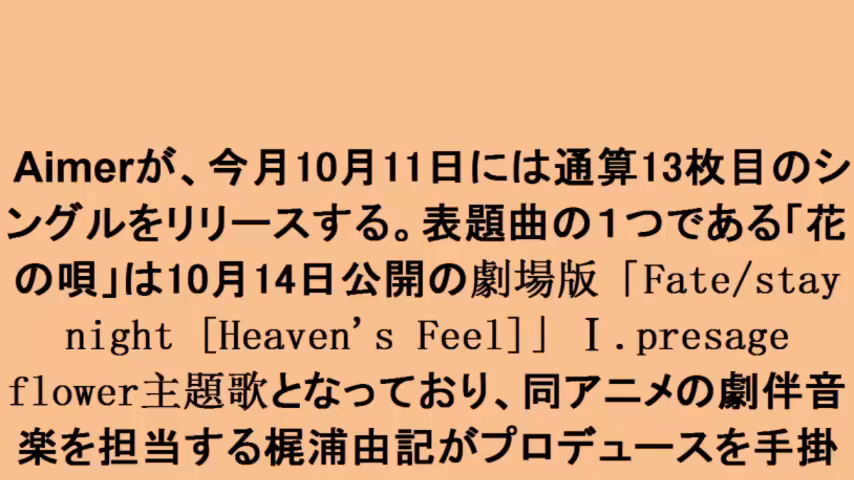 Aimerが、今月10月11日には通算13枚目のシ
ングルをリリースする。表題曲の１つである「花
の唄」は10月14日公開の劇場版「Fate/stay
night [Heaven's Feel]」Ⅰ.presage
flower主題歌となっており、同アニメの劇伴音
楽を担当する梶浦由記がプロデュースを手掛